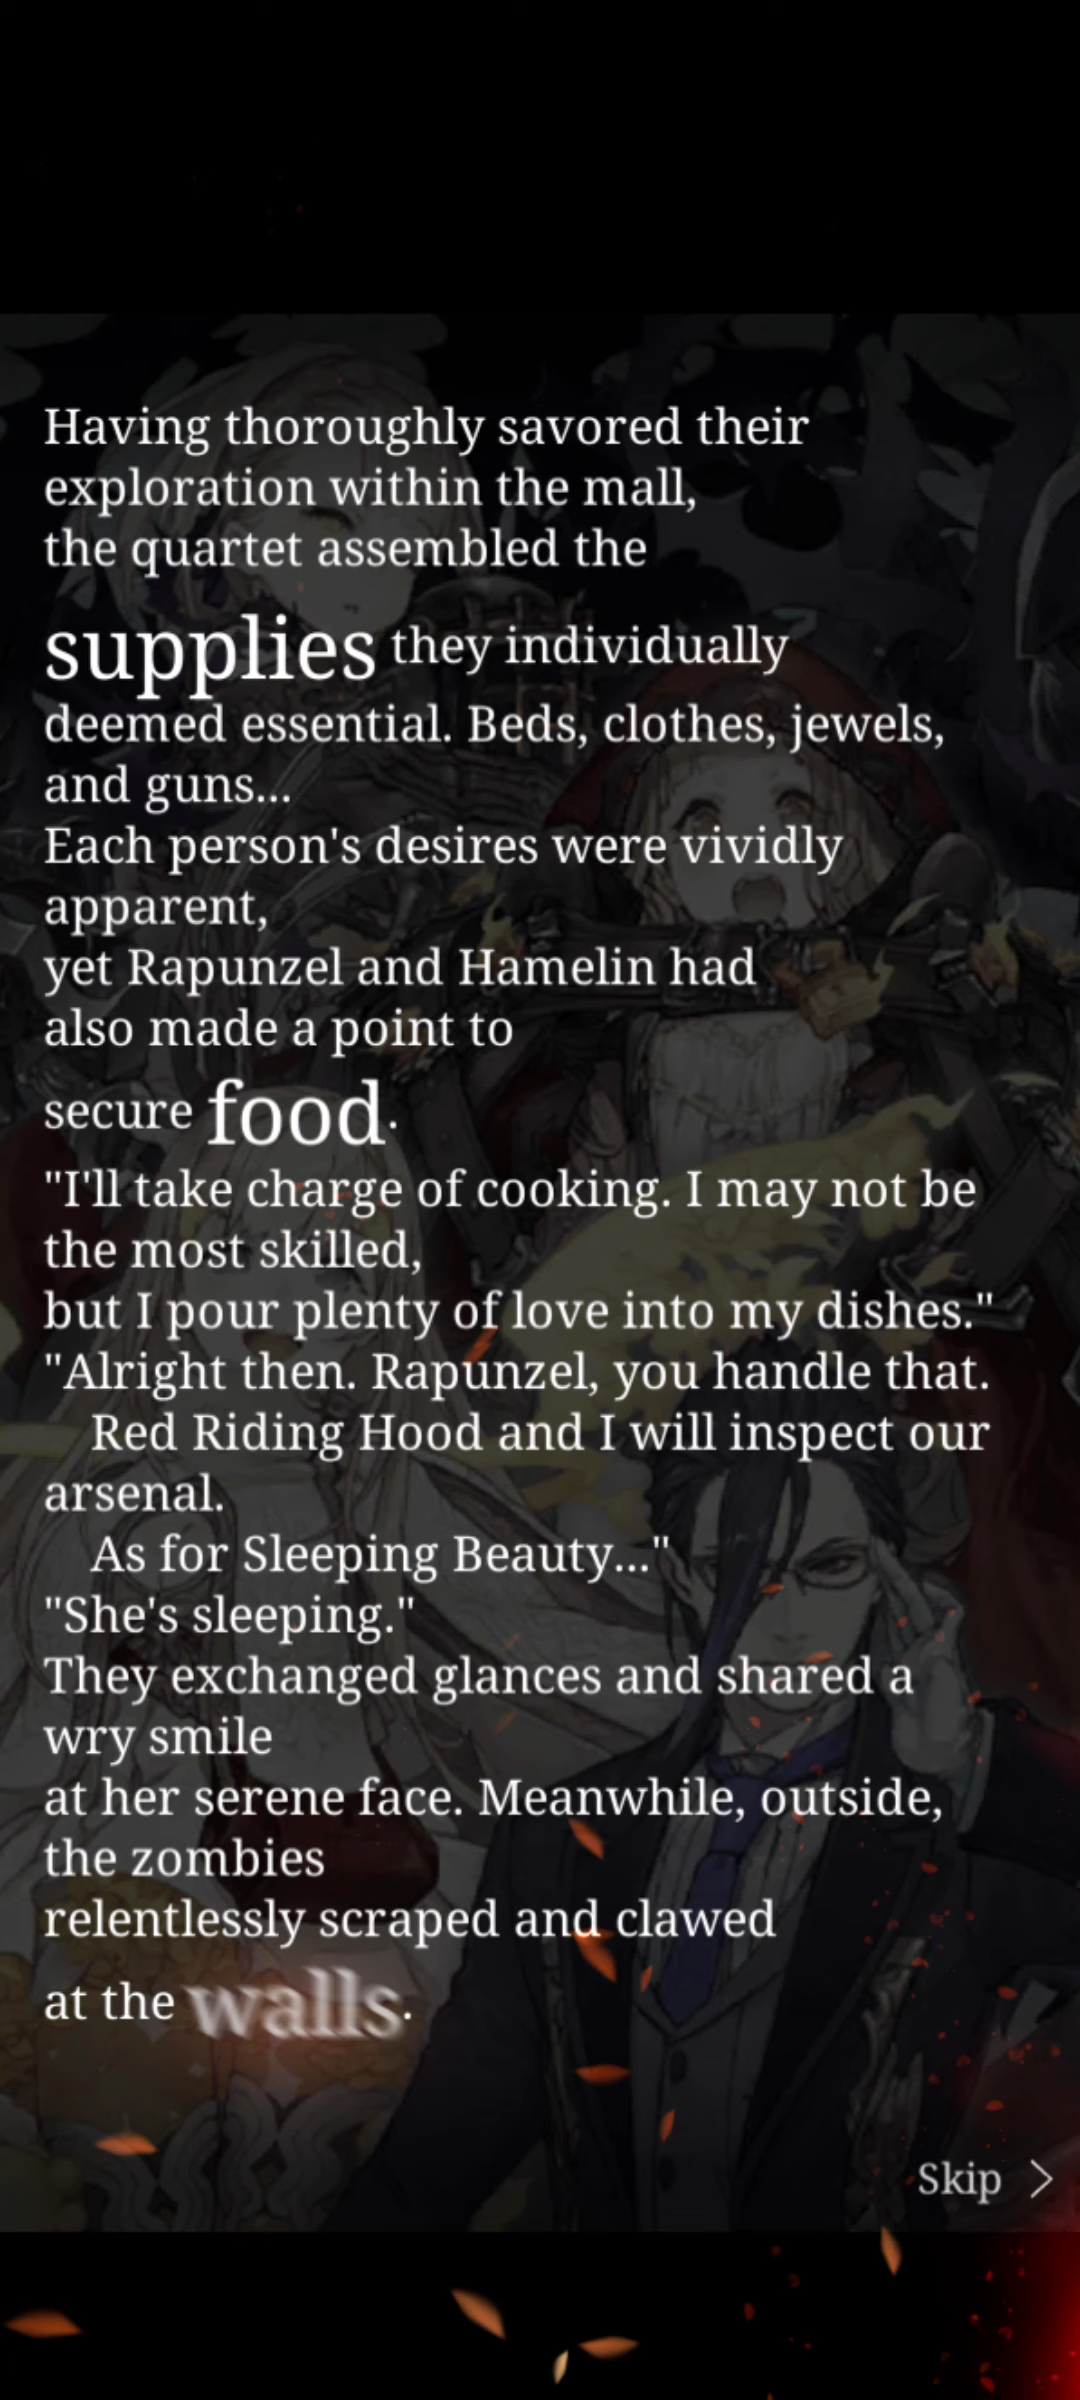 Having thoroughly savored their
exploration within the mall,
the quartet assembled the
supplies they individually
deemed essential. Beds, clothes, jewels,
and guns...
Each person's desires were vividly
apparent,
yet Rapunzel and Hamelin had
also made a point to
secure food.
"I'll take charge of cooking. I may not be
the most skilled,
but I pour plenty of love into my dishes."
"Alright then. Rapunzel, you handle that.
Red Riding Hood and I will inspect our
arsenal.
As for Sleeping Beauty..."
"She's sleeping."
They exchanged glances and shared a
wry smile
at her serene face. Meanwhile, outside,
the zombies
relentlessly scraped and clawed
at the walls.
Skip >